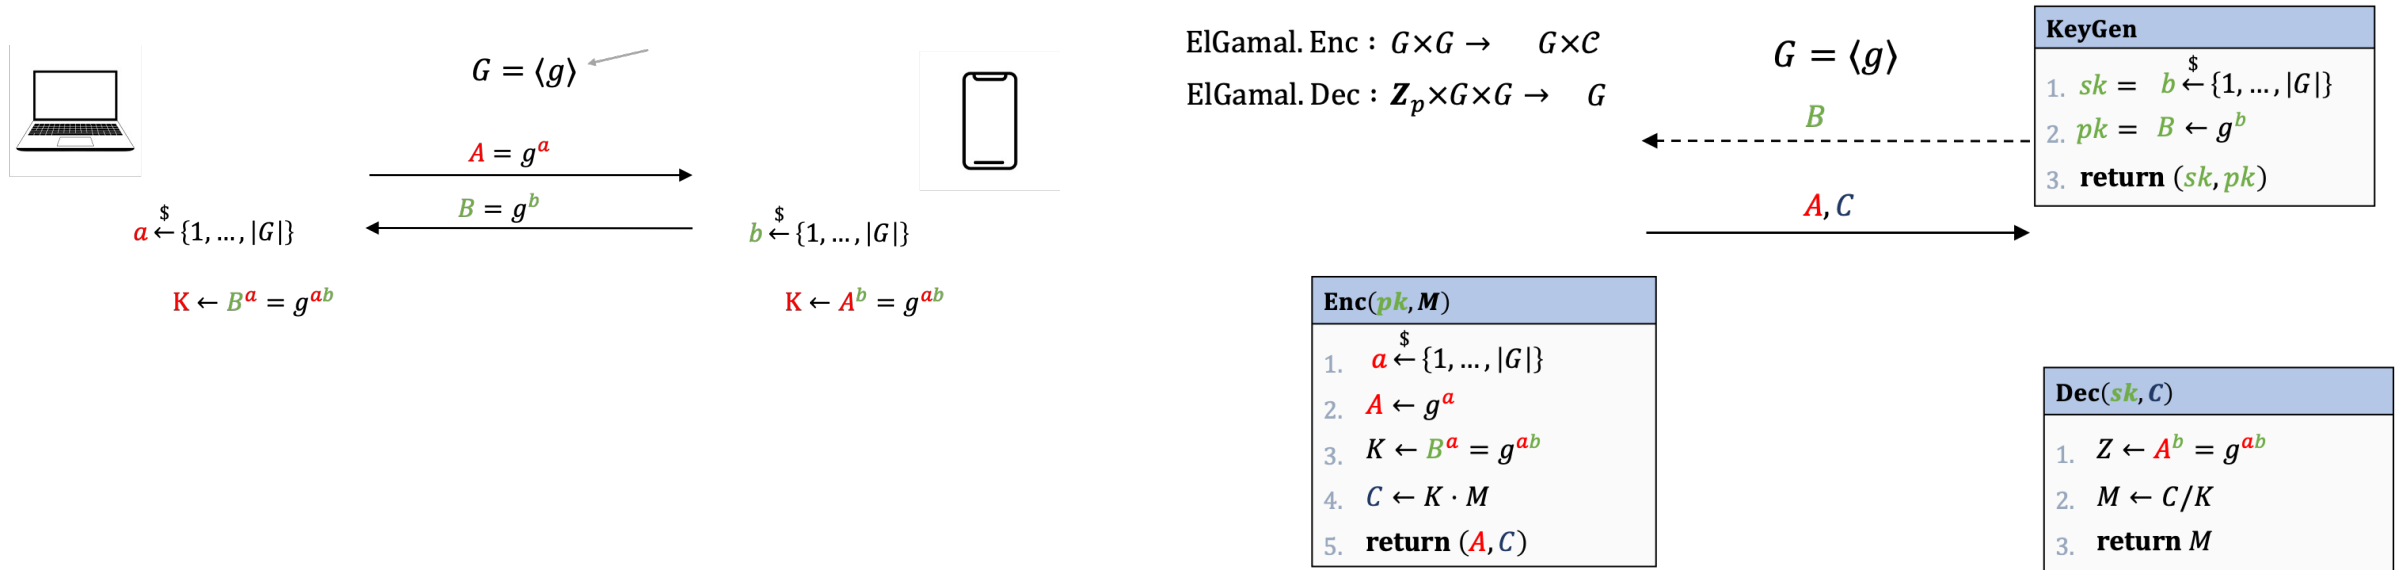 G = ⟨g⟩
A = g^a
B = g^b
a $← {1, …, |G|}
b $← {1, …, |G|}
K ← B^a = g^{ab}
K ← A^b = g^{ab}
ElGamal. Enc : G×G → G×𝒞
ElGamal. Dec : Z_p×G×G → G
G = ⟨g⟩
B
A, C
KeyGen
1. sk = b $← {1, …, |G|}
2. pk = B ← g^b
3. return (sk, pk)
Enc(pk, M)
1. a $← {1, …, |G|}
2. A ← g^a
3. K ← B^a = g^{ab}
4. C ← K · M
5. return (A, C)
Dec(sk, C)
1. Z ← A^b = g^{ab}
2. M ← C/K
3. return M